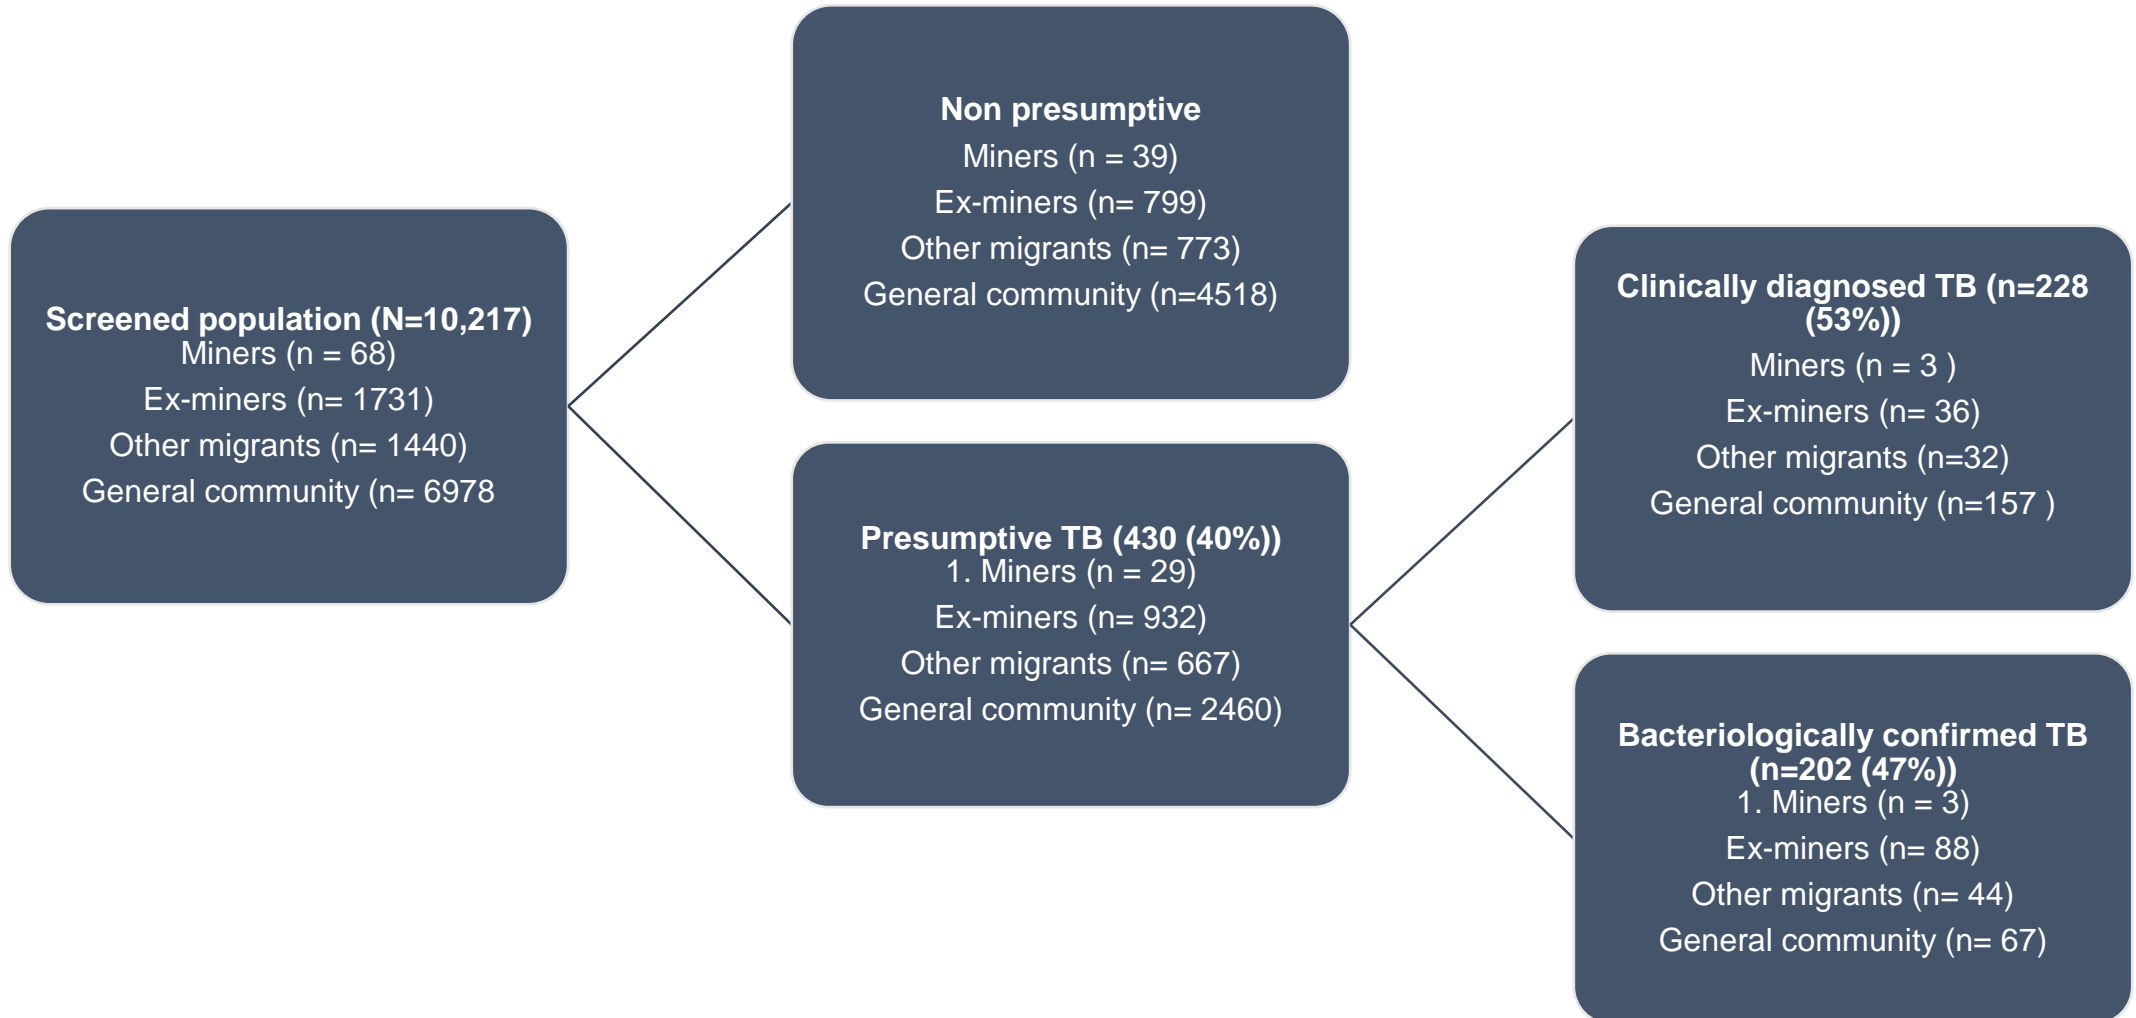 Screened population (N=10,217)
Miners (n = 68)
Ex-miners (n= 1731)
Other migrants (n= 1440)
General community (n= 6978
Non presumptive
Miners (n = 39)
Ex-miners (n= 799)
Other migrants (n= 773)
General community (n=4518)
Presumptive TB (430 (40%))
1. Miners (n = 29)
Ex-miners (n= 932)
Other migrants (n= 667)
General community (n= 2460)
Clinically diagnosed TB (n=228
(53%))
Miners (n = 3 )
Ex-miners (n= 36)
Other migrants (n=32)
General community (n=157 )
Bacteriologically confirmed TB
(n=202 (47%))
1. Miners (n = 3)
Ex-miners (n= 88)
Other migrants (n= 44)
General community (n= 67)